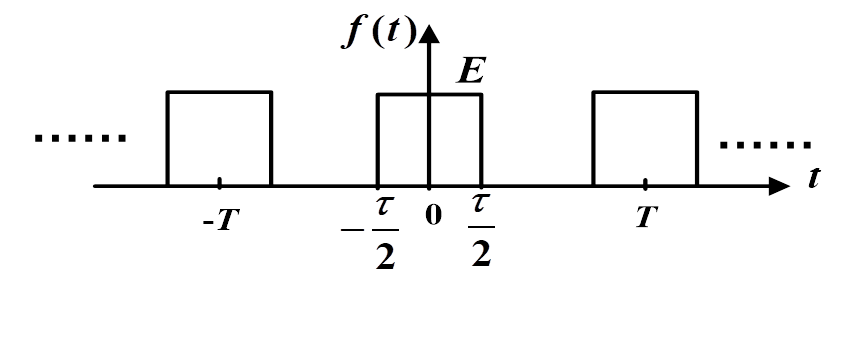 f(t)
E
...... ......
t
-T -τ/2 0 τ/2 T